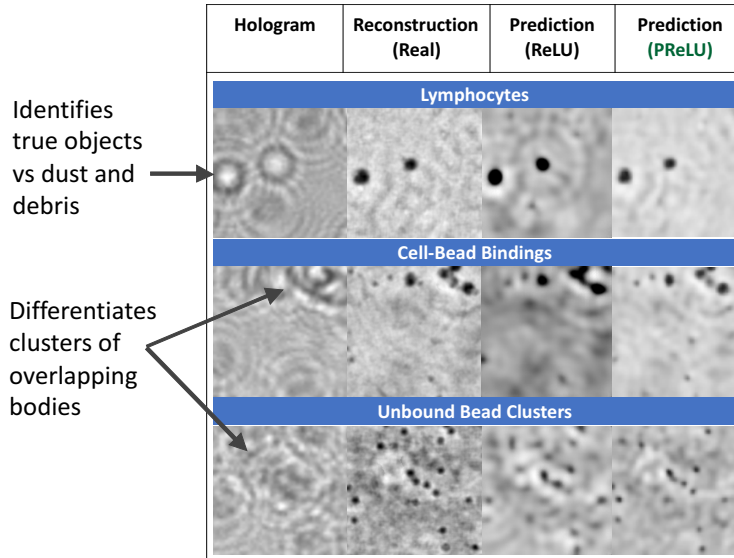 Hologram
Reconstruction
(Real)
Prediction
(ReLU)
Prediction
(PReLU)
Lymphocytes
Identifies
true objects
vs dust and
debris
Cell-Bead Bindings
Differentiates
clusters of
overlapping
bodies
Unbound Bead Clusters